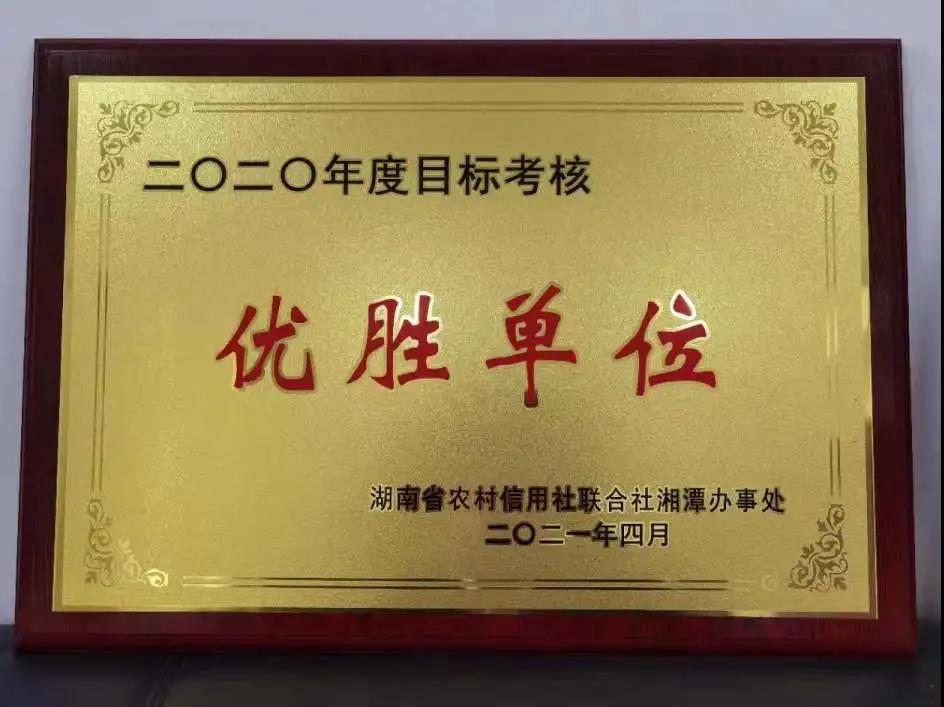 二〇二〇年度目标考核
优胜单位
湖南省农村信用社联合社湘潭办事处
二〇二一年四月